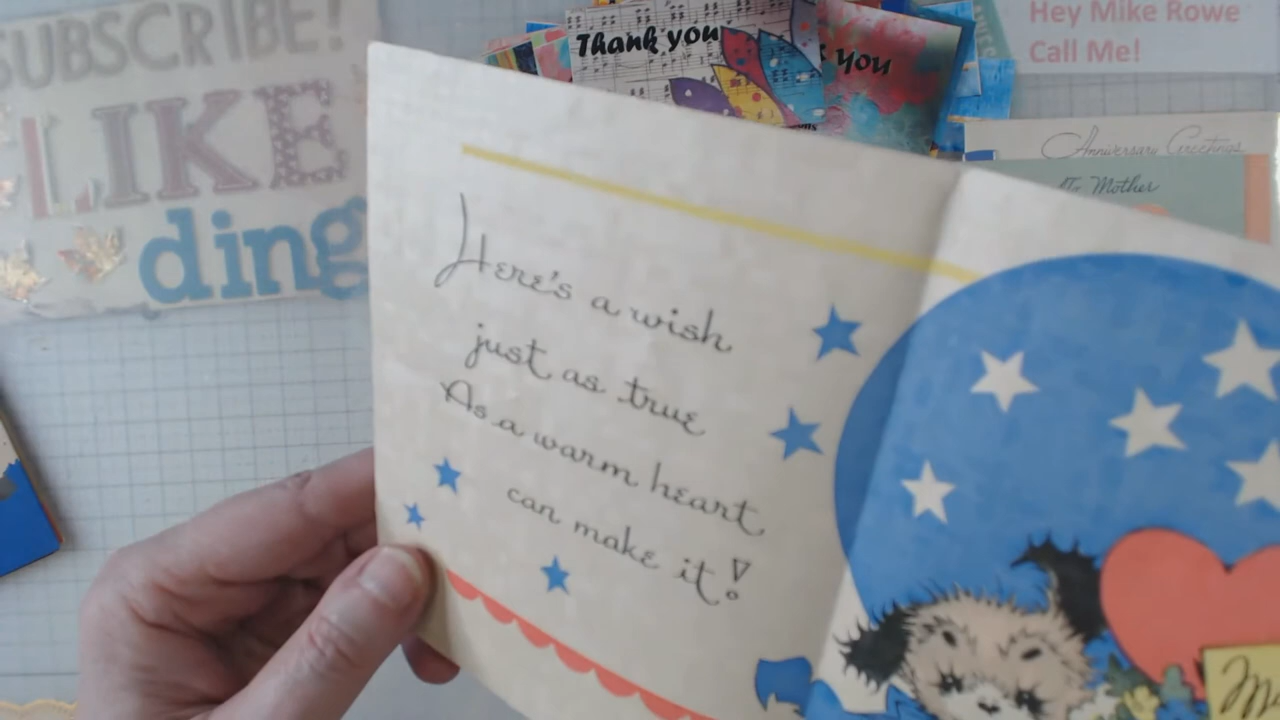 SUBSCRIBE!
LIKE
ding
Thank you
you
Hey Mike Rowe
Call Me!
Anniversary Greetings
To Mother
Here's a wish
just as true
As a warm heart
can make it!